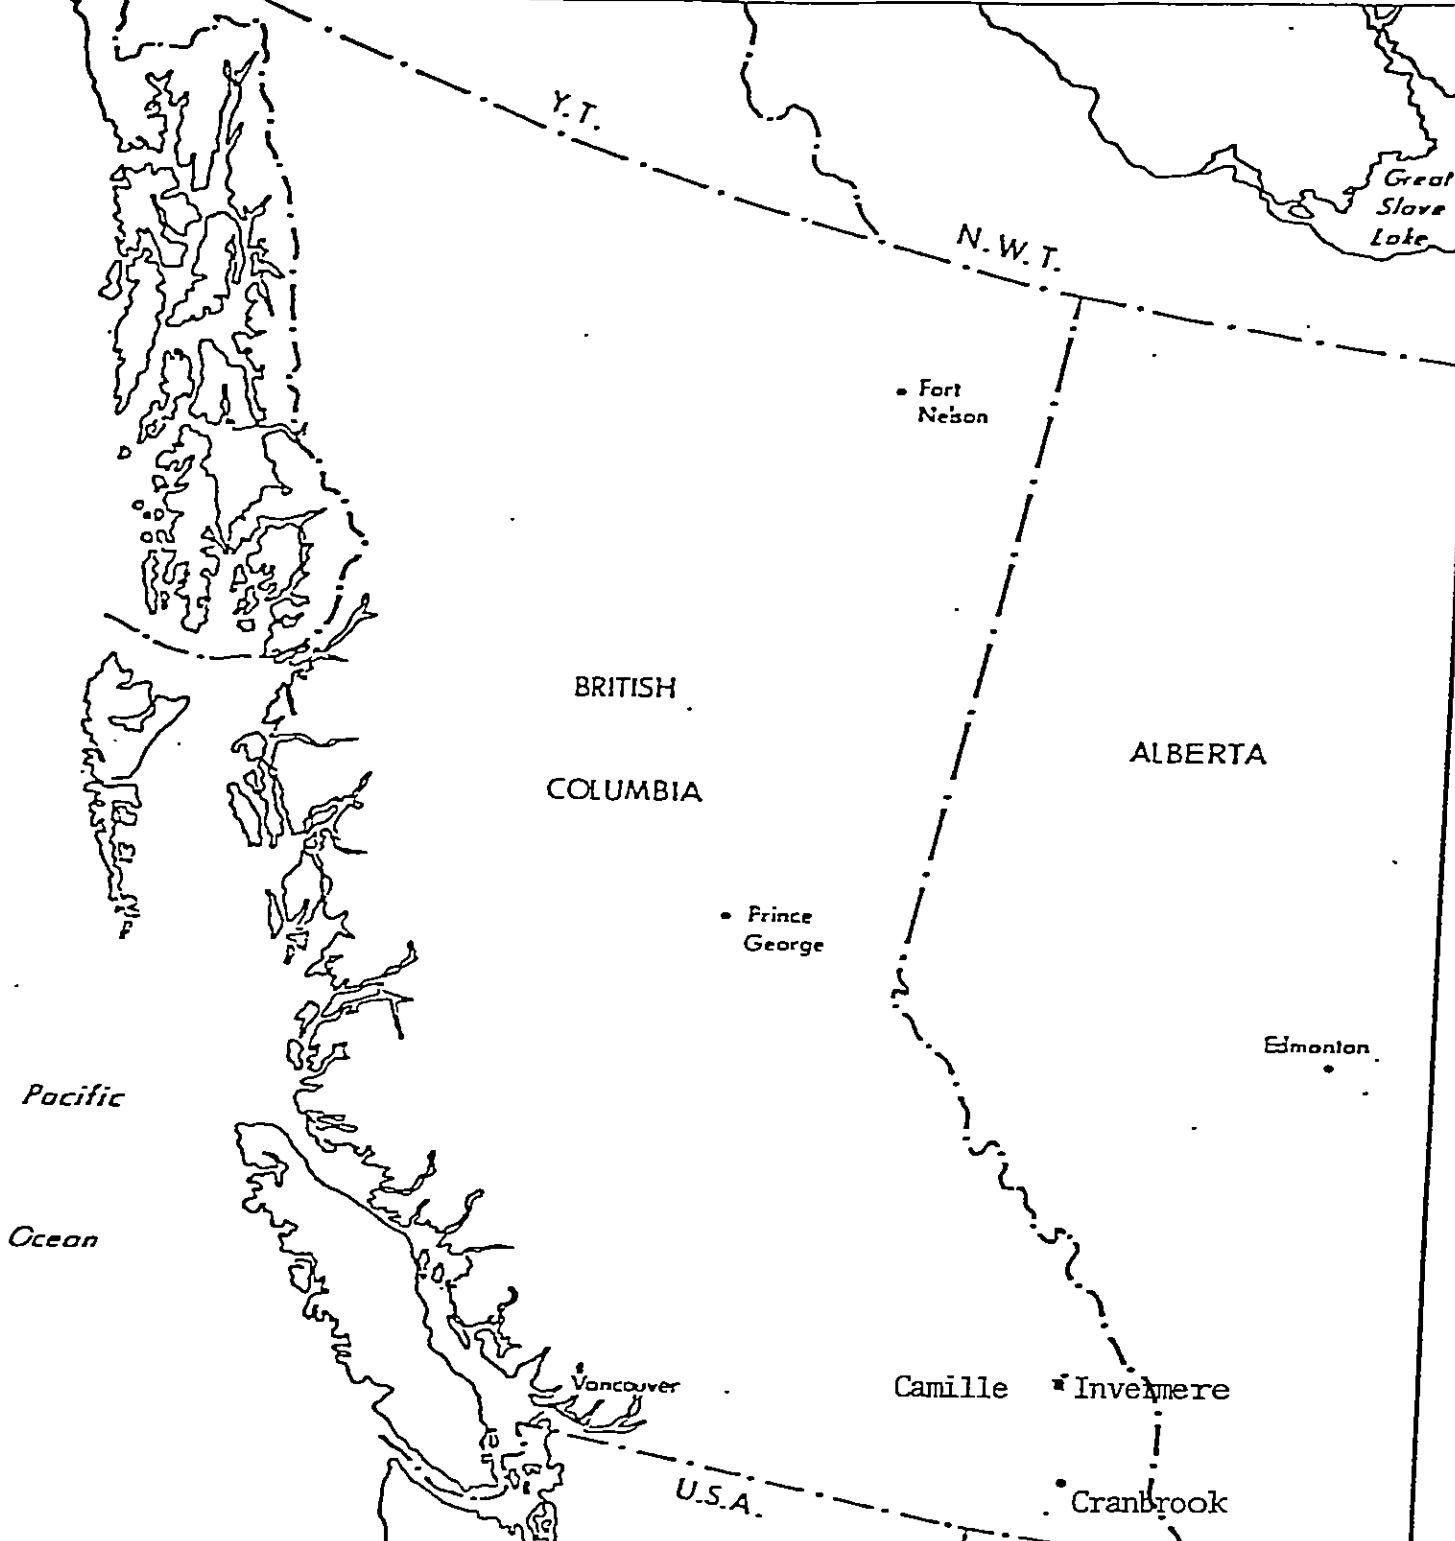 Y.T.
N.W.T.
Great
Slave
Lake
Fort
Nelson
BRITISH
COLUMBIA
ALBERTA
Prince
George
Edmonton
Pacific
Ocean
Vancouver
Camille
Invermere
U.S.A.
Cranbrook